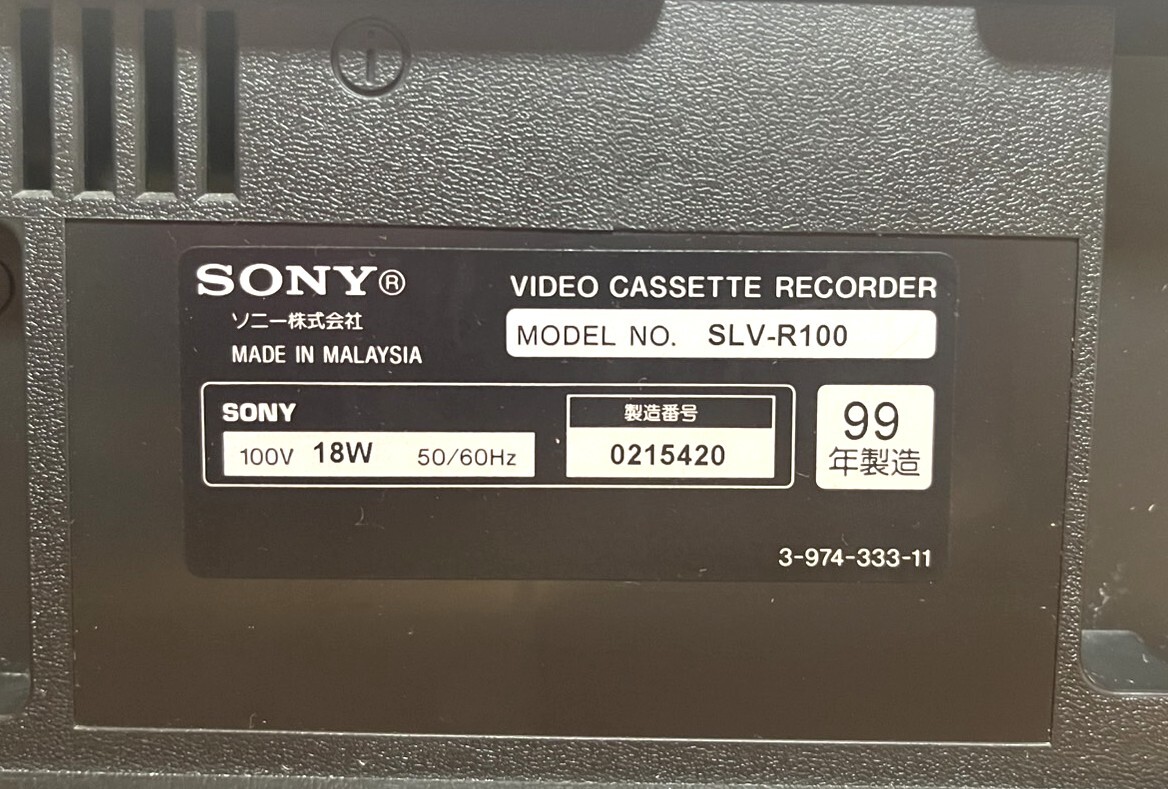 SONY®
ソニー株式会社
MADE IN MALAYSIA
VIDEO CASSETTE RECORDER
MODEL NO. SLV-R100
SONY
100V 18W 50/60Hz
製造番号
0215420
99
年製造
3-974-333-11